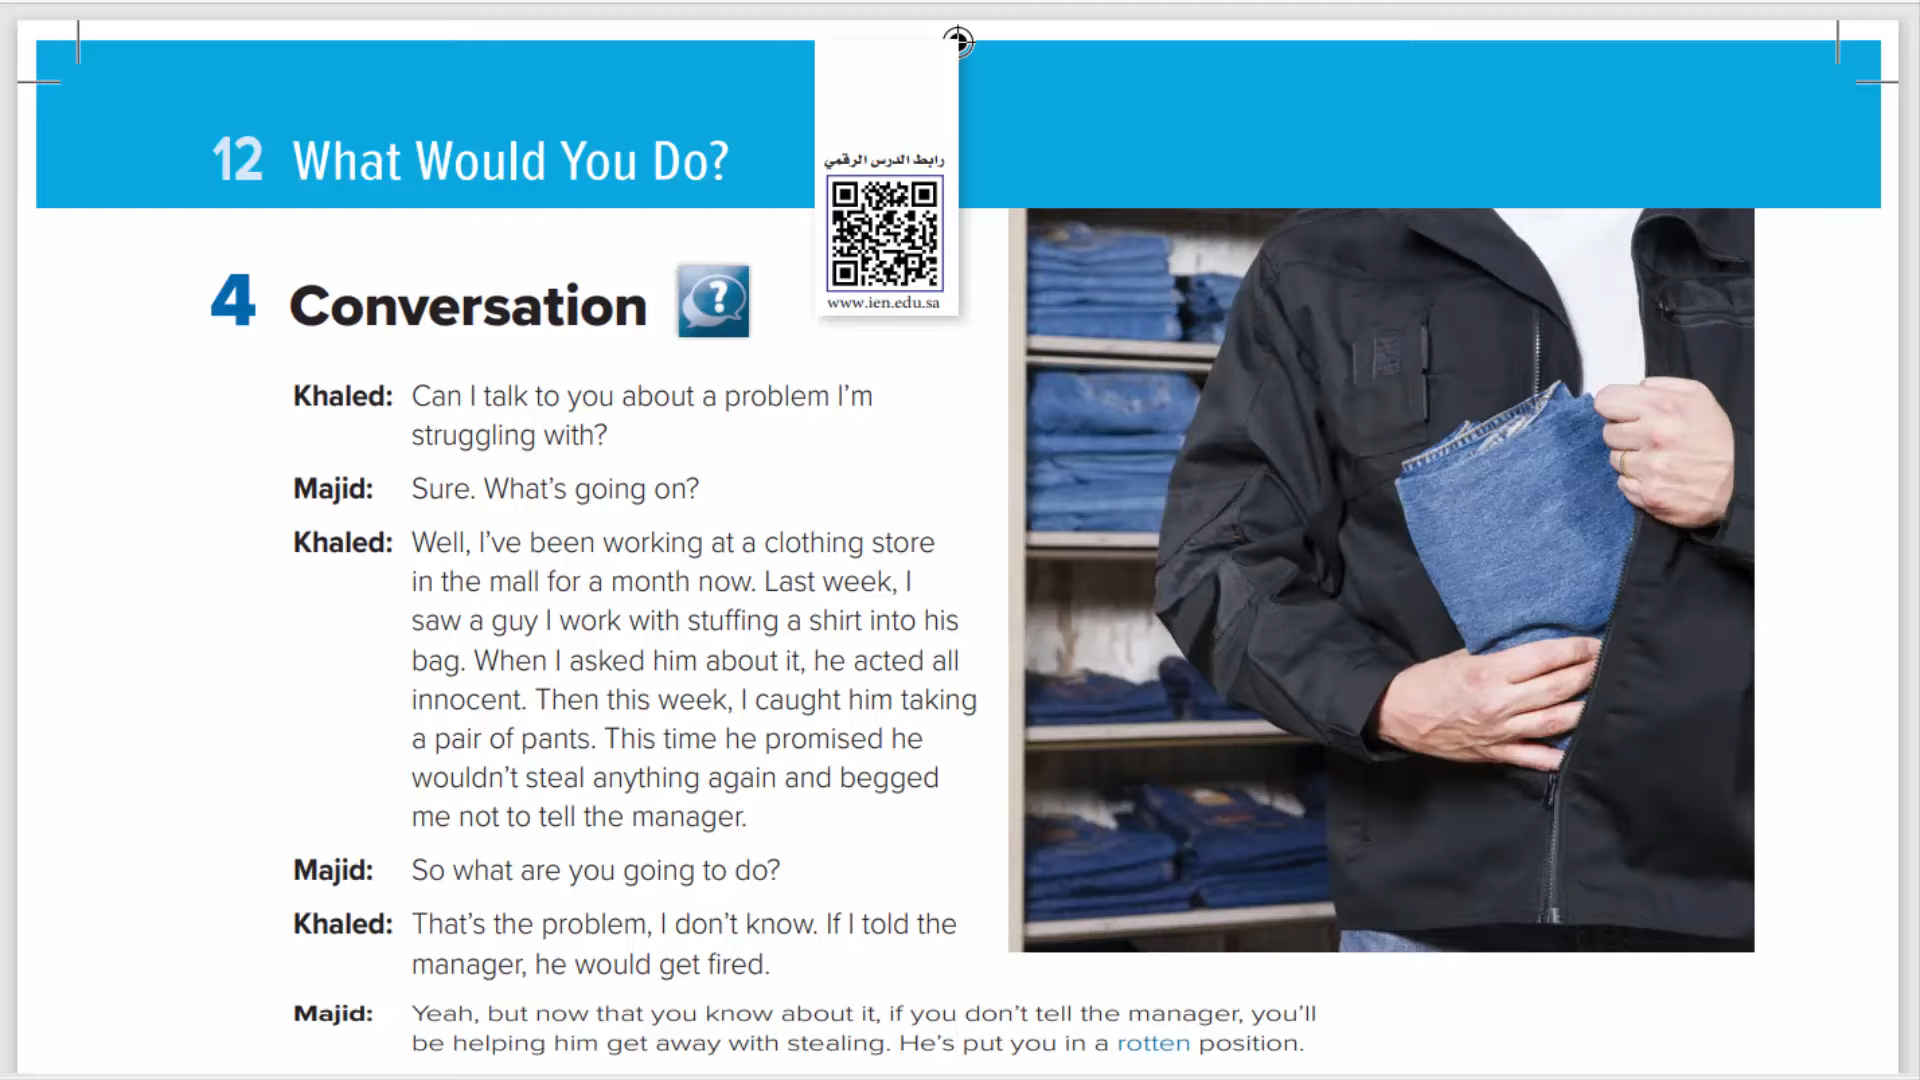 12 What Would You Do?
رابط الدرس الرقمي
www.ien.edu.sa
4 Conversation
?
Khaled: Can I talk to you about a problem I'm
struggling with?
Majid: Sure. What's going on?
Khaled: Well, I've been working at a clothing store
in the mall for a month now. Last week, I
saw a guy I work with stuffing a shirt into his
bag. When I asked him about it, he acted all
innocent. Then this week, I caught him taking
a pair of pants. This time he promised he
wouldn't steal anything again and begged
me not to tell the manager.
Majid: So what are you going to do?
Khaled: That's the problem, I don't know. If I told the
manager, he would get fired.
Majid: Yeah, but now that you know about it, if you don't tell the manager, you'll
be helping him get away with stealing. He's put you in a rotten position.